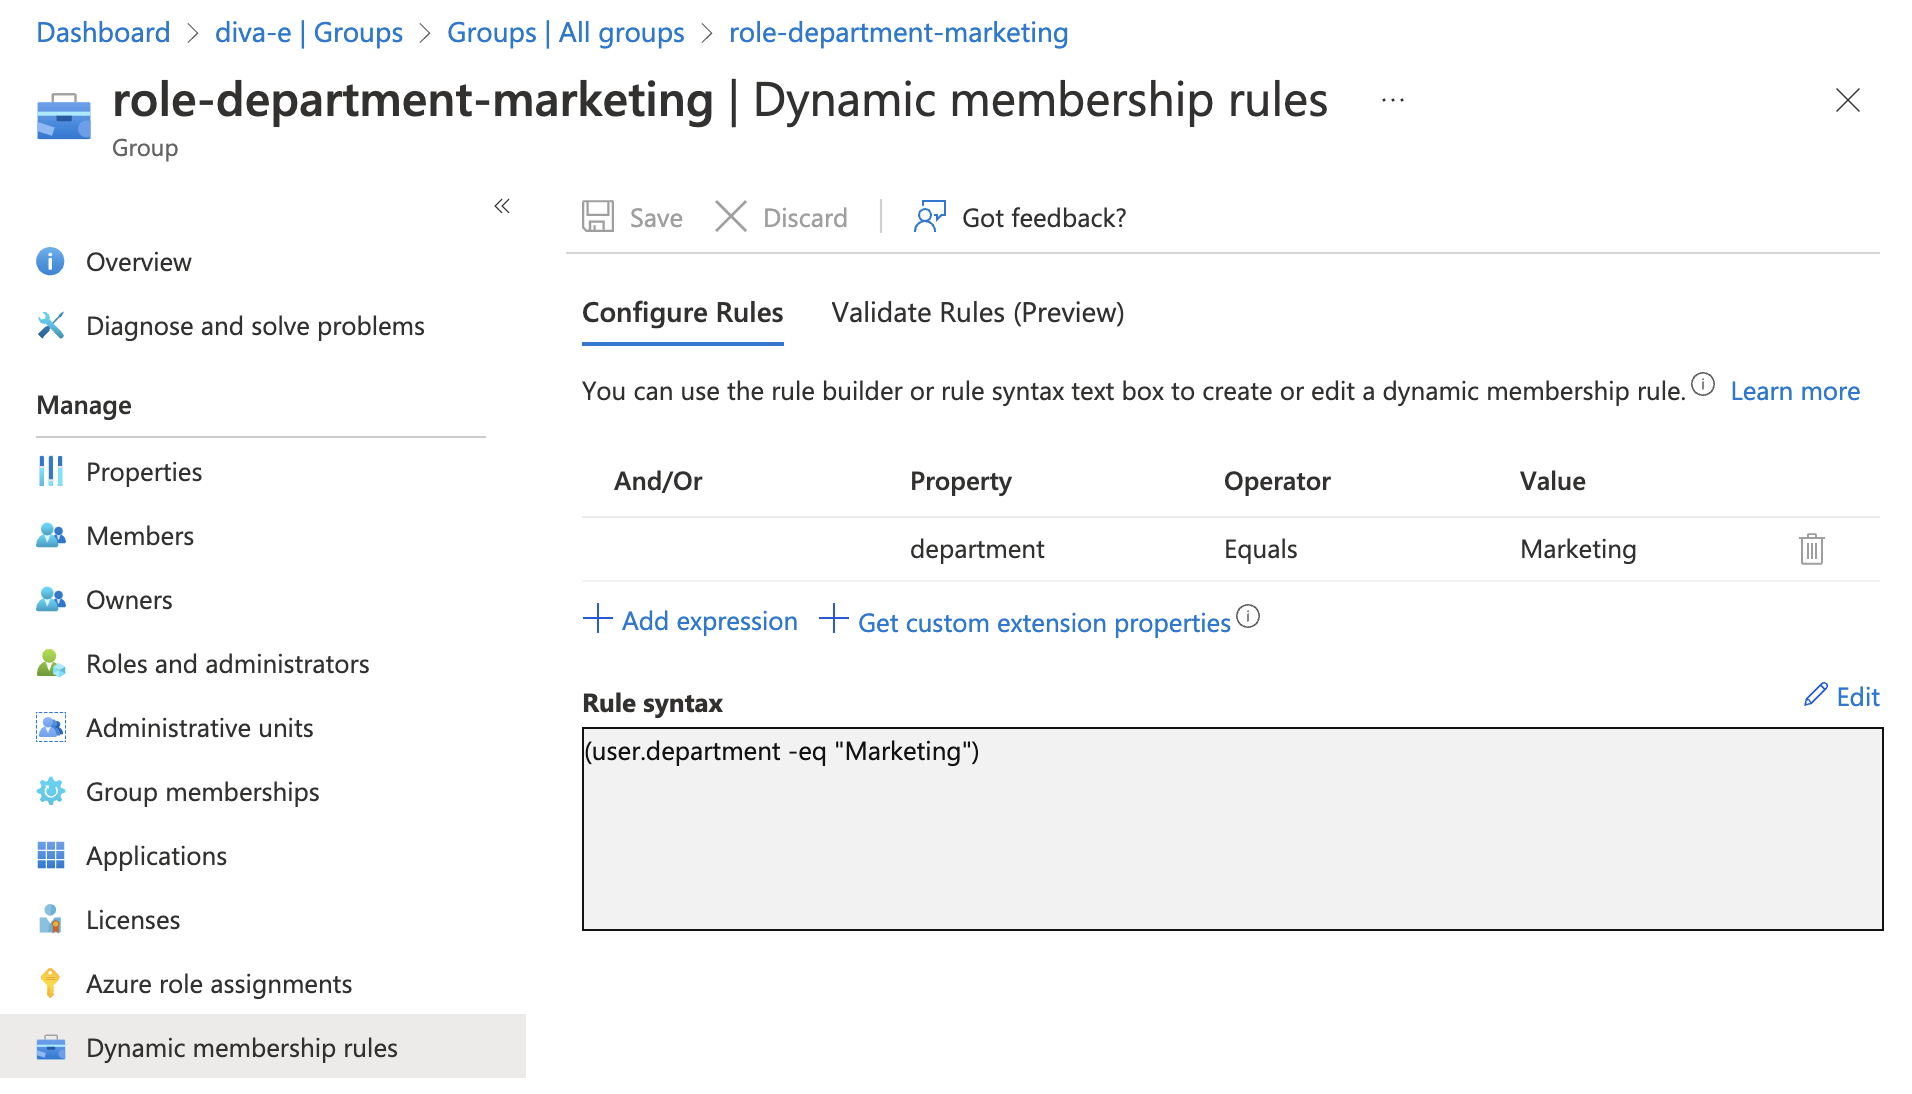 Dashboard > diva-e | Groups > Groups | All groups > role-department-marketing
role-department-marketing | Dynamic membership rules ...
Group
«
Overview
Diagnose and solve problems
Manage
Properties
Members
Owners
Roles and administrators
Administrative units
Group memberships
Applications
Licenses
Azure role assignments
Dynamic membership rules
Save Discard Got feedback?
Configure Rules Validate Rules (Preview)
You can use the rule builder or rule syntax text box to create or edit a dynamic membership rule. Learn more
And/Or Property Operator Value
department Equals Marketing
Add expression Get custom extension properties
Rule syntax Edit
(user.department -eq "Marketing")